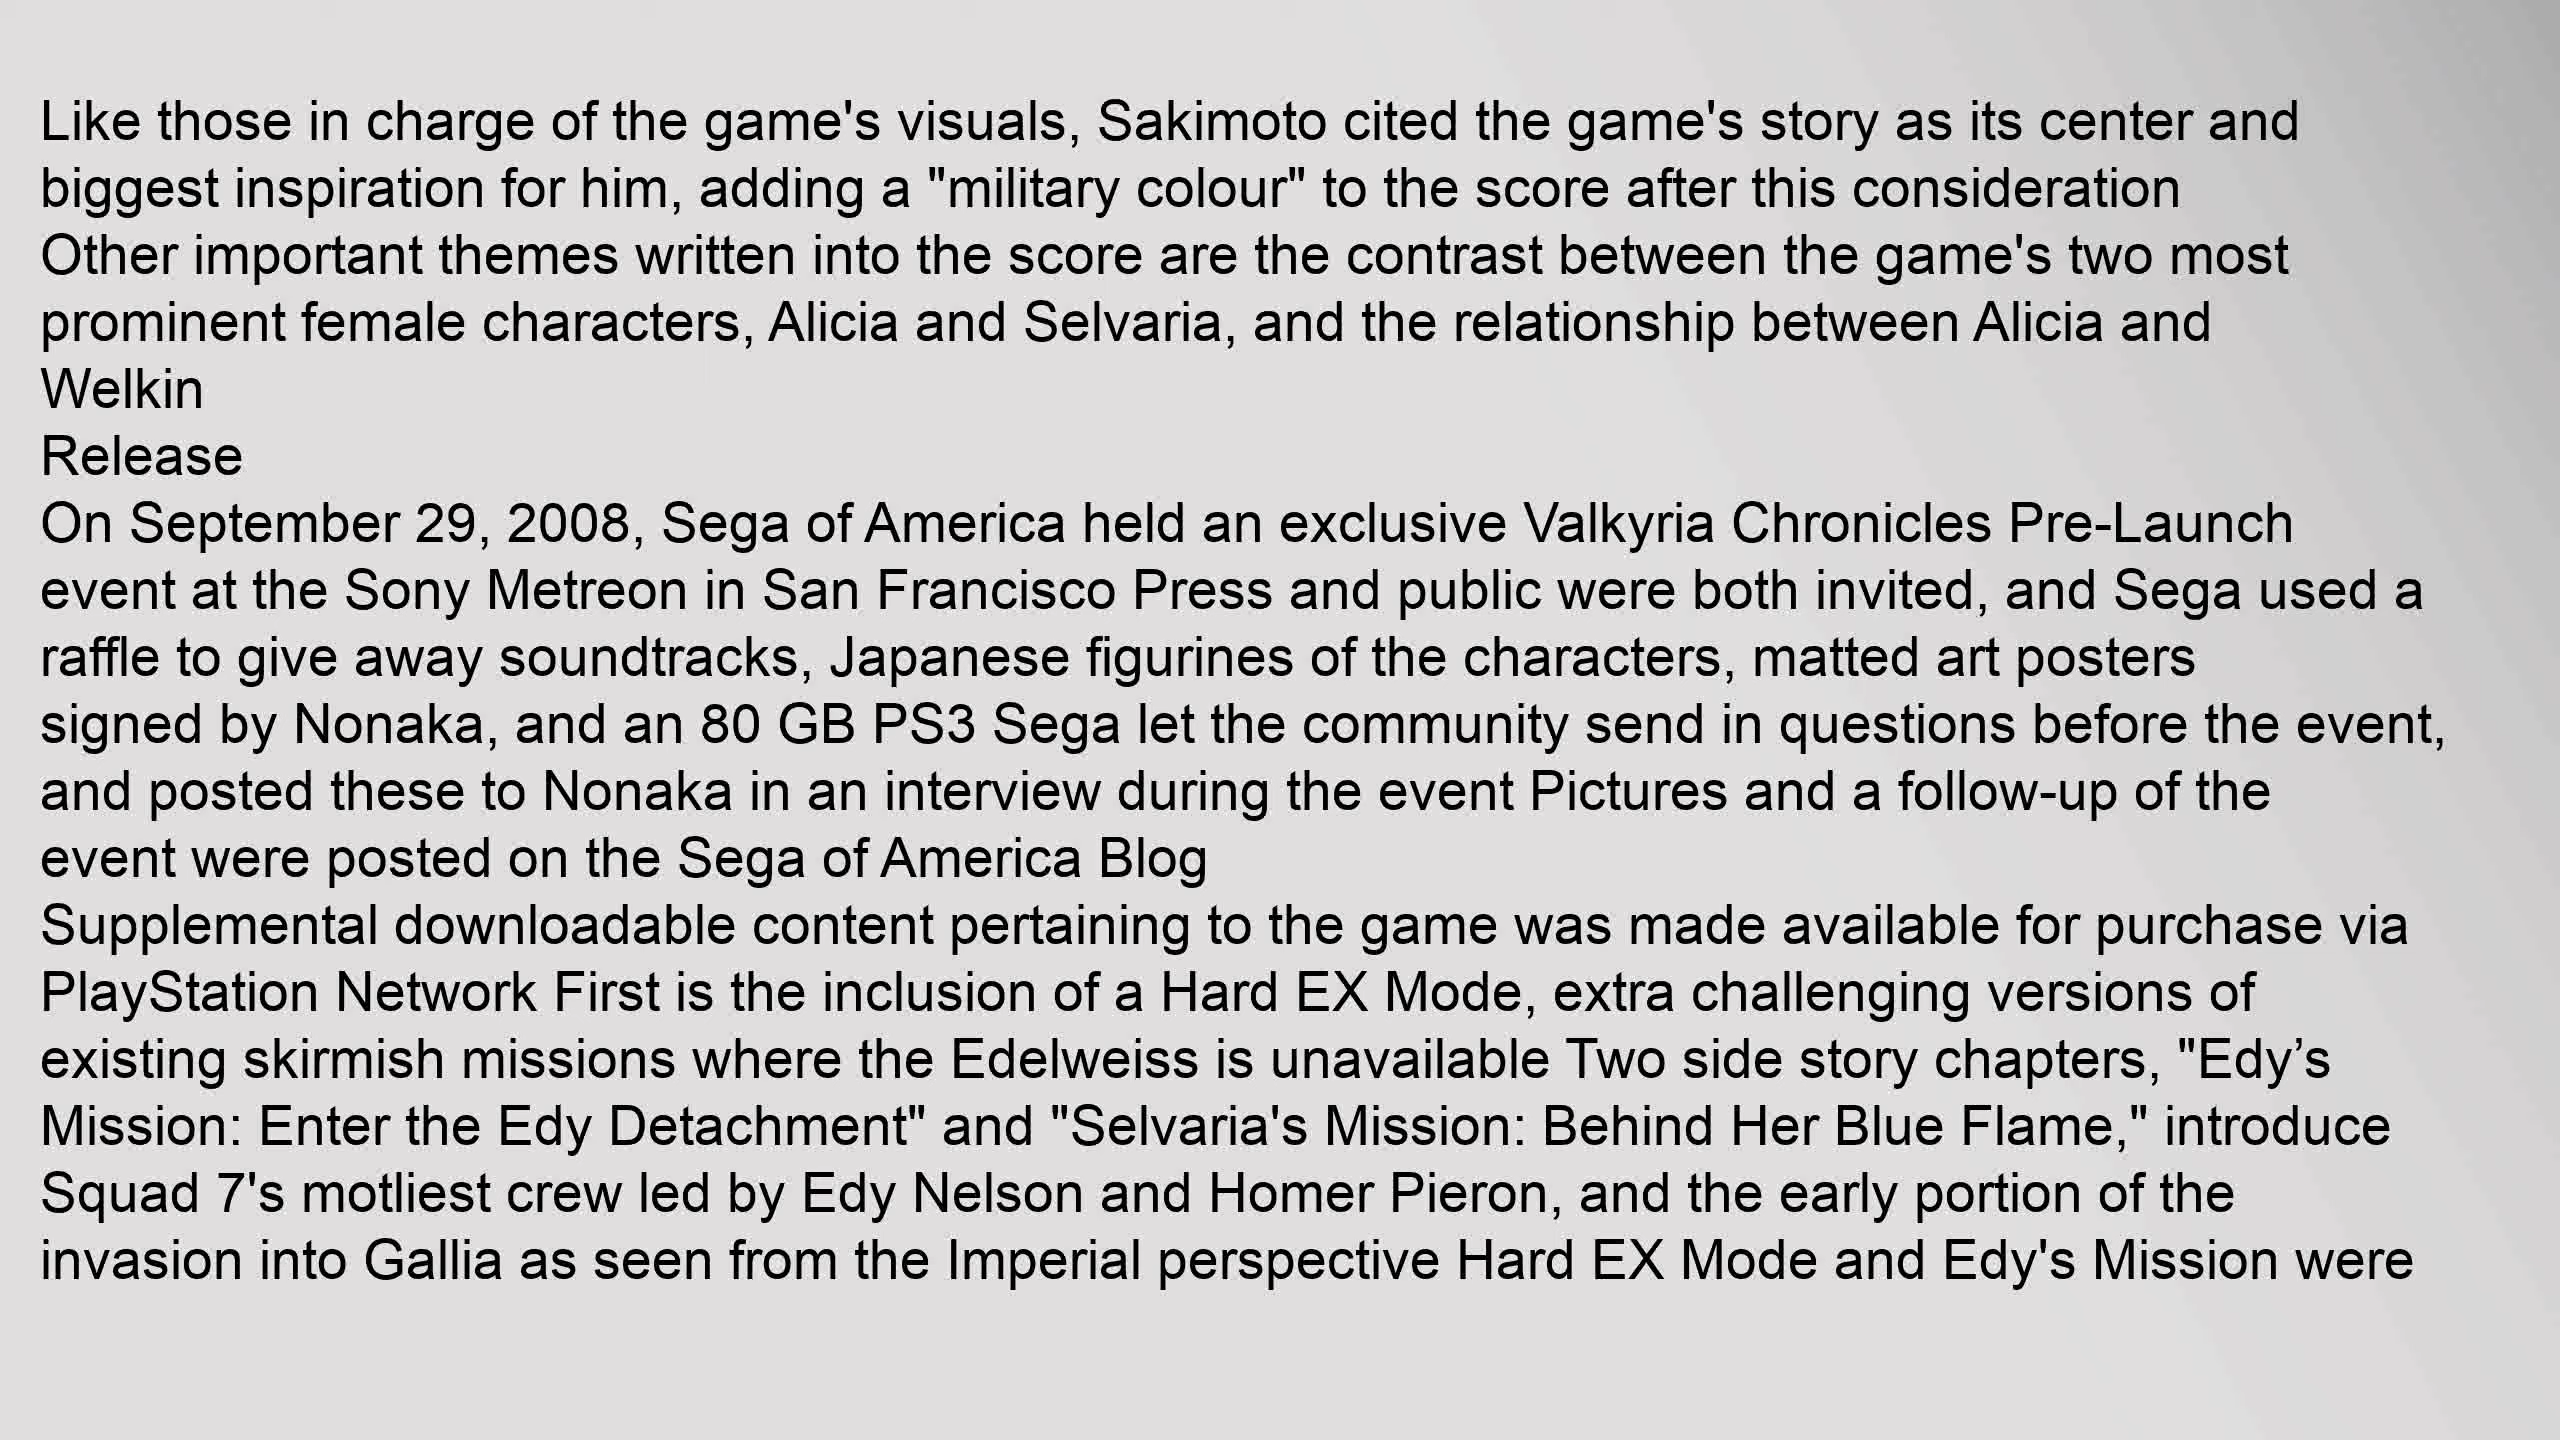 Like those in charge of the game's visuals, Sakimoto cited the game's story as its center and
biggest inspiration for him, adding a "military colour" to the score after this consideration
Other important themes written into the score are the contrast between the game's two most
prominent female characters, Alicia and Selvaria, and the relationship between Alicia and
Welkin
Release
On September 29, 2008, Sega of America held an exclusive Valkyria Chronicles Pre-Launch
event at the Sony Metreon in San Francisco Press and public were both invited, and Sega used a
raffle to give away soundtracks, Japanese figurines of the characters, matted art posters
signed by Nonaka, and an 80 GB PS3 Sega let the community send in questions before the event,
and posted these to Nonaka in an interview during the event Pictures and a follow-up of the
event were posted on the Sega of America Blog
Supplemental downloadable content pertaining to the game was made available for purchase via
PlayStation Network First is the inclusion of a Hard EX Mode, extra challenging versions of
existing skirmish missions where the Edelweiss is unavailable Two side story chapters, "Edy’s
Mission: Enter the Edy Detachment" and "Selvaria's Mission: Behind Her Blue Flame," introduce
Squad 7's motliest crew led by Edy Nelson and Homer Pieron, and the early portion of the
invasion into Gallia as seen from the Imperial perspective Hard EX Mode and Edy's Mission were